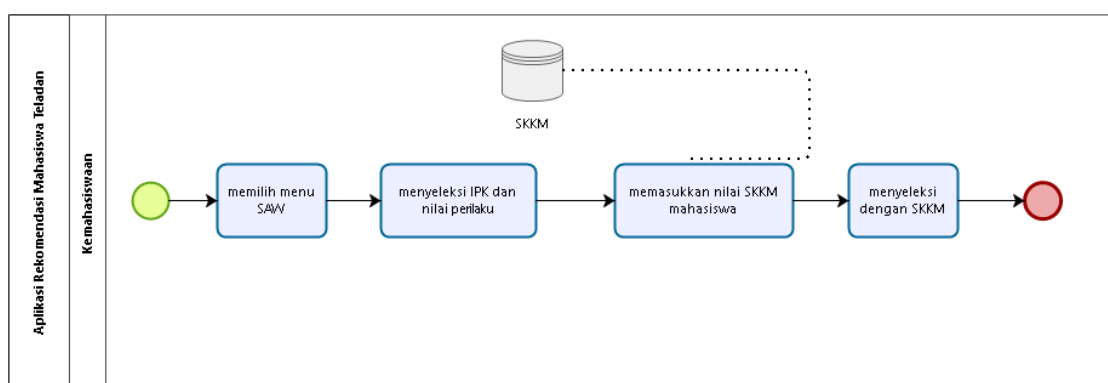 Aplikasi Rekomendasi Mahasiswa Teladan
Kemahasiswaan
SKKM
memilih menu
SAW
menyeleksi IPK dan
nilai perilaku
memasukkan nilai SKKM
mahasiswa
menyeleksi
dengan SKKM